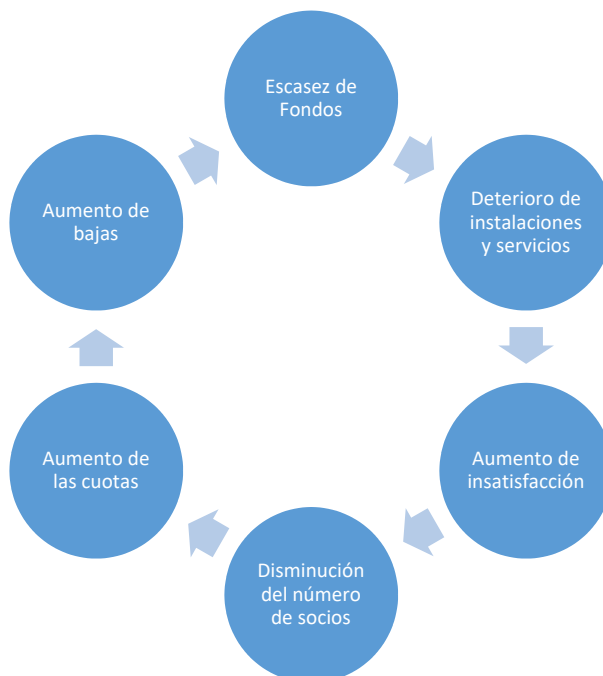 Escasez de
Fondos
Deterioro de
instalaciones
y servicios
Aumento de
insatisfacción
Disminución
del número
de socios
Aumento de
las cuotas
Aumento de
bajas